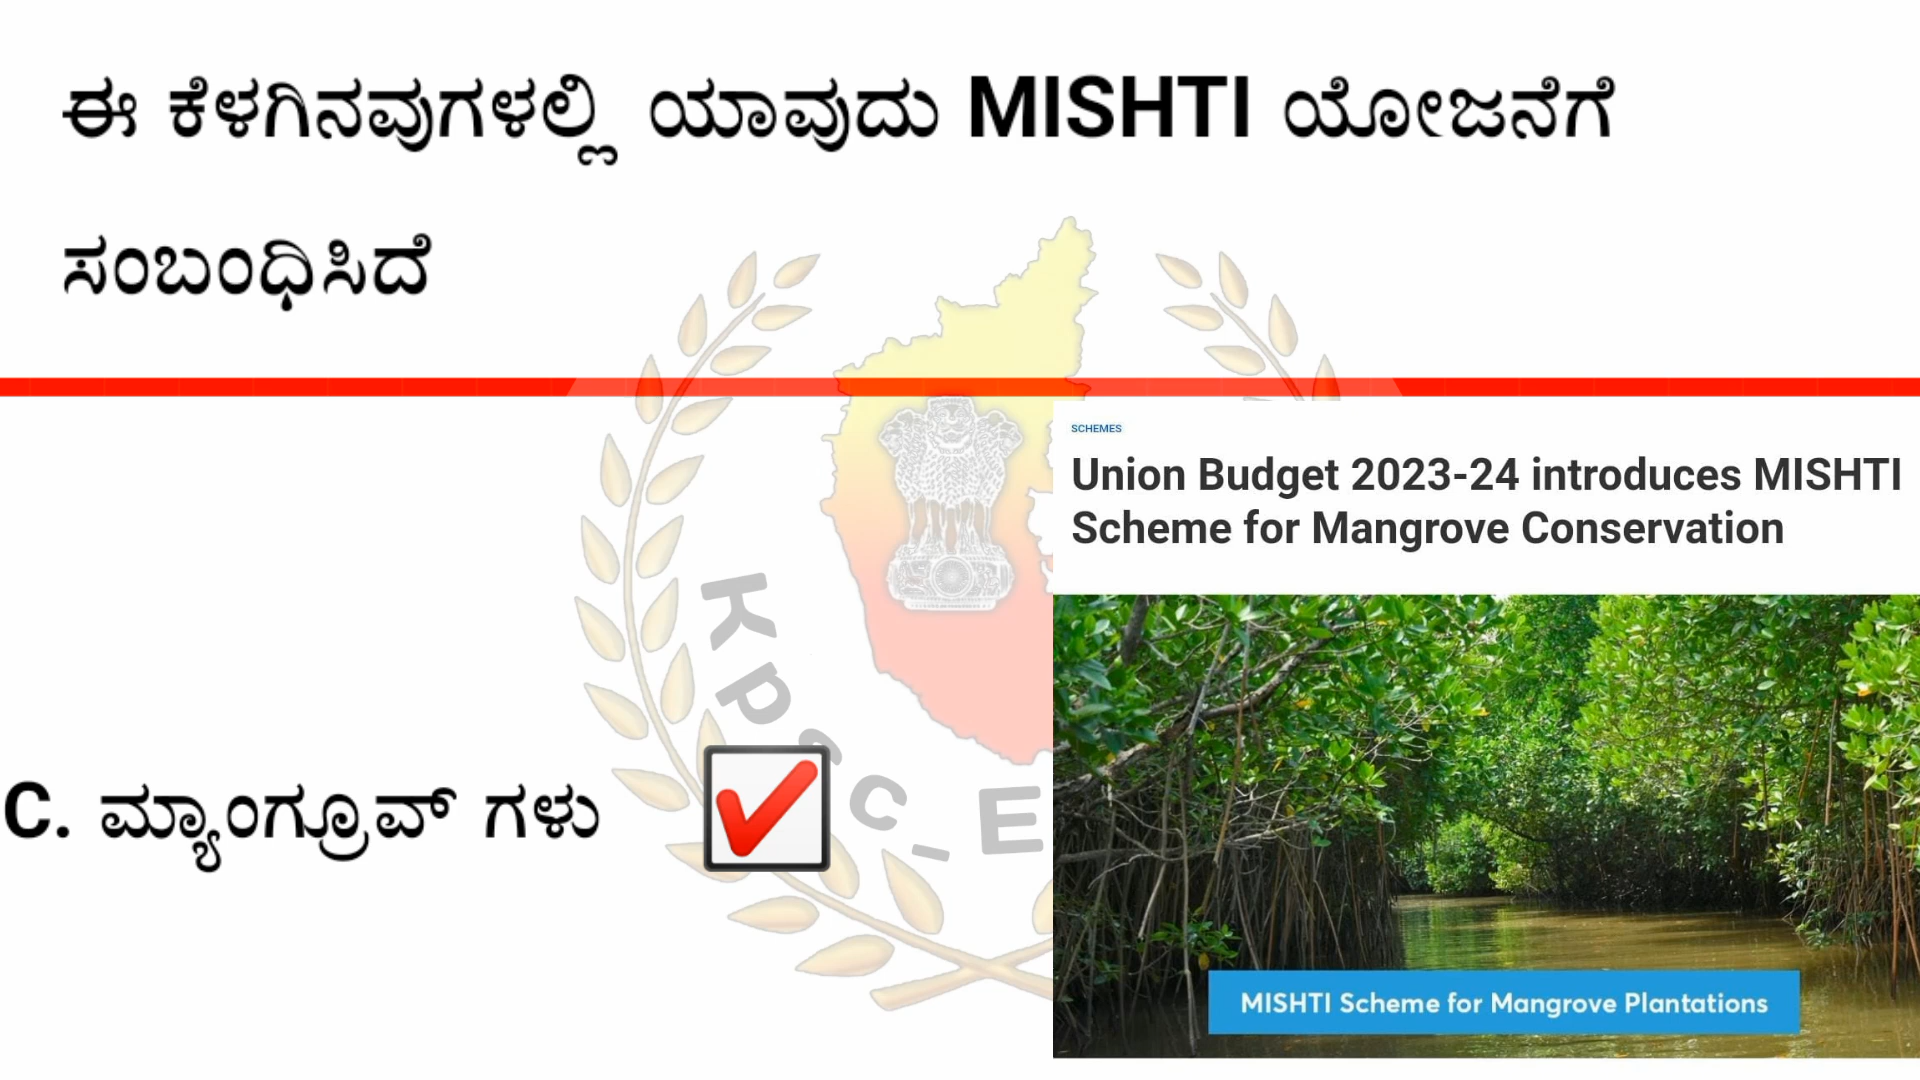 ಈ ಕೆಳಗಿನವುಗಳಲ್ಲಿ ಯಾವುದು MISHTI ಯೋಜನೆಗೆ
ಸಂಬಂಧಿಸಿದೆ
SCHEMES
Union Budget 2023-24 introduces MISHTI
Scheme for Mangrove Conservation
C. ಮ್ಯಾಂಗ್ರೂವ್ ಗಳು
Kpsc_E
MISHTI Scheme for Mangrove Plantations